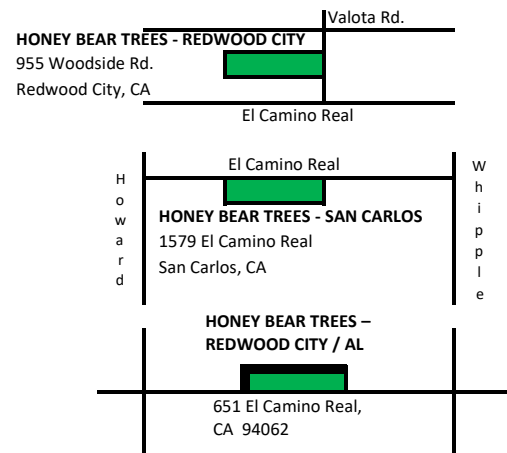 Valota Rd.
HONEY BEAR TREES - REDWOOD CITY
955 Woodside Rd.
Redwood City, CA
El Camino Real
El Camino Real
Howard
Whipple
HONEY BEAR TREES - SAN CARLOS
1579 El Camino Real
San Carlos, CA
HONEY BEAR TREES –
REDWOOD CITY / AL
651 El Camino Real,
CA 94062